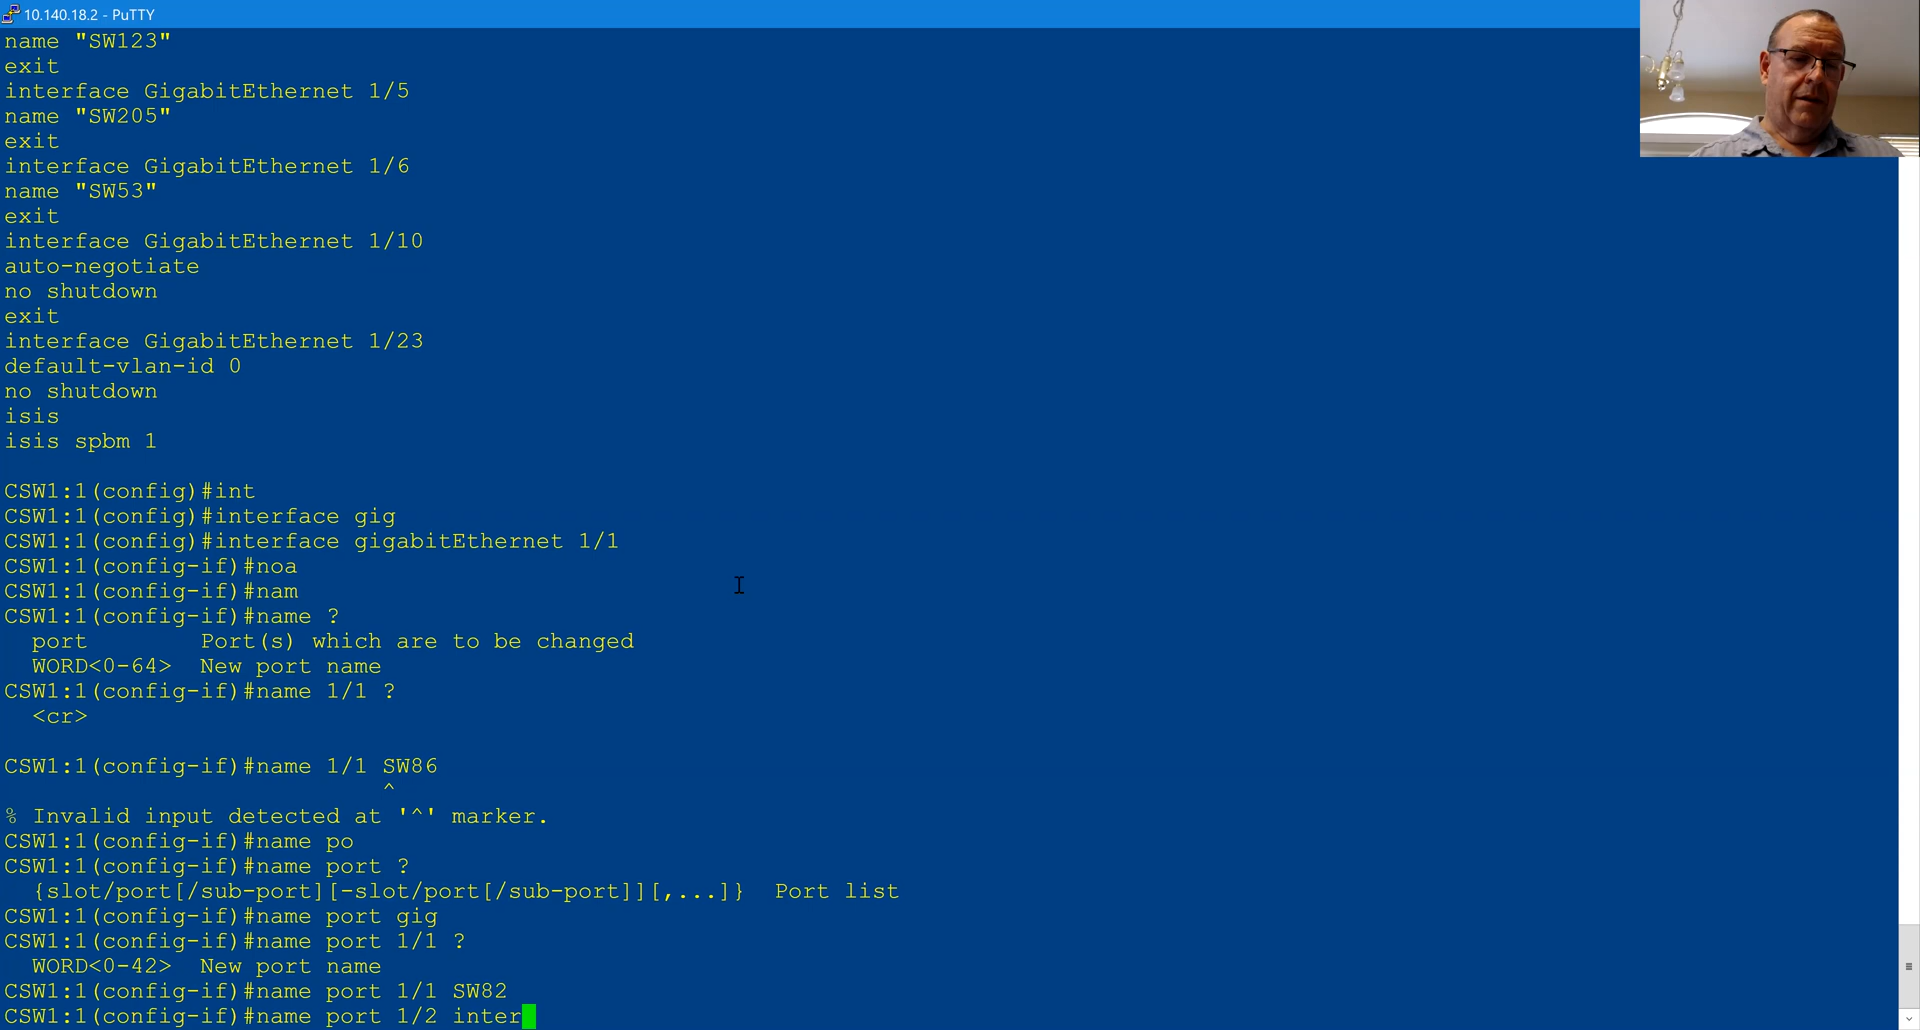 10.140.18.2 - PuTTY
name "SW123"
exit
interface GigabitEthernet 1/5
name "SW205"
exit
interface GigabitEthernet 1/6
name "SW53"
exit
interface GigabitEthernet 1/10
auto-negotiate
no shutdown
exit
interface GigabitEthernet 1/23
default-vlan-id 0
no shutdown
isis
isis spbm 1
CSW1:1(config)#int
CSW1:1(config)#interface gig
CSW1:1(config)#interface gigabitEthernet 1/1
CSW1:1(config-if)#noa
CSW1:1(config-if)#nam
CSW1:1(config-if)#name ?
port        Port(s) which are to be changed
WORD<0-64>  New port name
CSW1:1(config-if)#name 1/1 ?
<cr>
CSW1:1(config-if)#name 1/1 SW86
^
% Invalid input detected at '^' marker.
CSW1:1(config-if)#name po
CSW1:1(config-if)#name port ?
{slot/port[/sub-port][-slot/port[/sub-port]][,...]}  Port list
CSW1:1(config-if)#name port gig
CSW1:1(config-if)#name port 1/1 ?
WORD<0-42>  New port name
CSW1:1(config-if)#name port 1/1 SW82
CSW1:1(config-if)#name port 1/2 inter